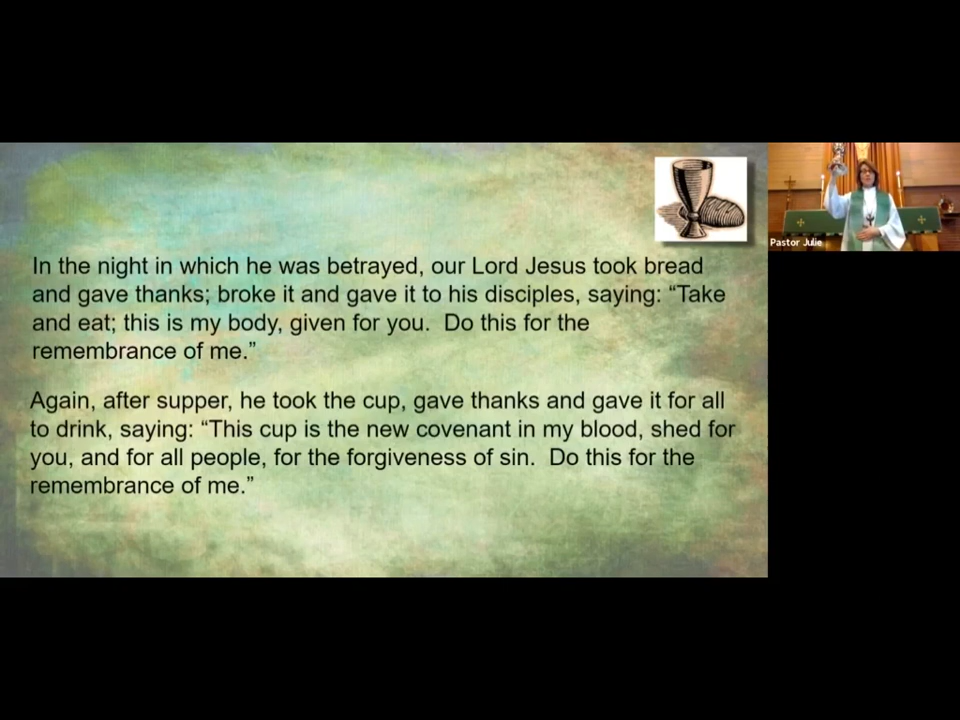 In the night in which he was betrayed, our Lord Jesus took bread
and gave thanks; broke it and gave it to his disciples, saying: “Take
and eat; this is my body, given for you.  Do this for the
remembrance of me.”
Again, after supper, he took the cup, gave thanks and gave it for all
to drink, saying: “This cup is the new covenant in my blood, shed for
you, and for all people, for the forgiveness of sin.  Do this for the
remembrance of me.”
Pastor Julie